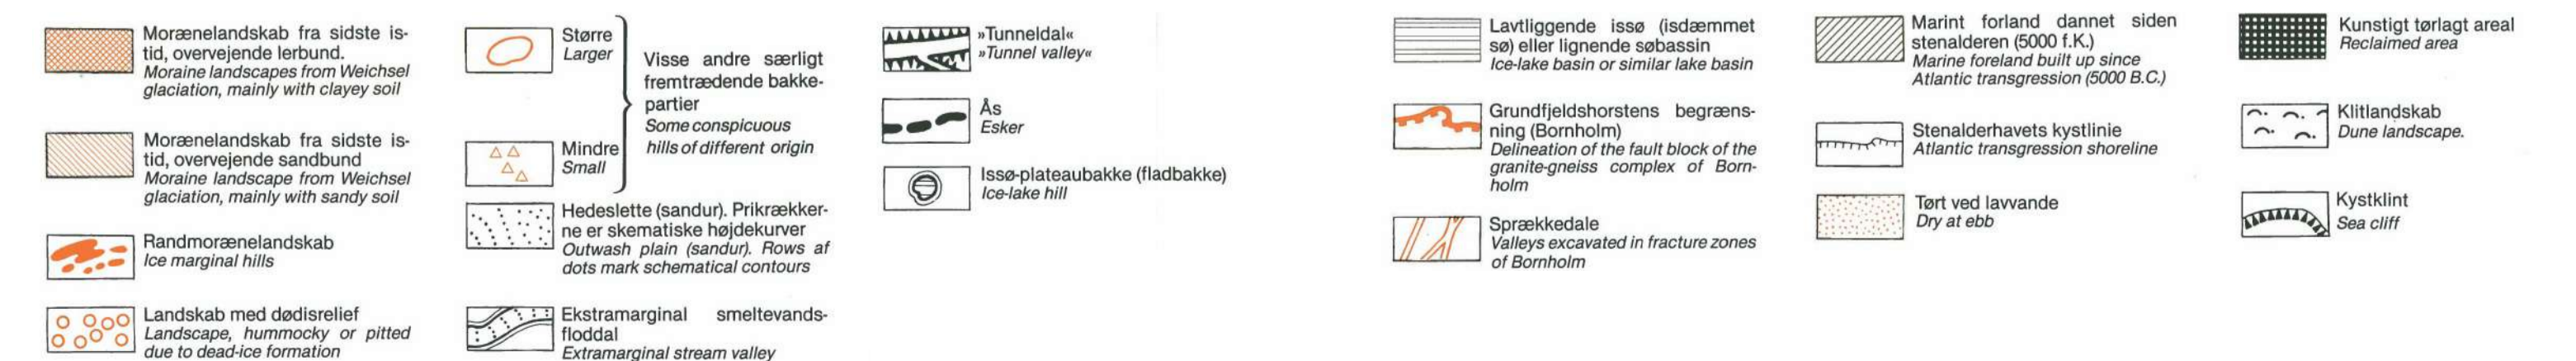 Morænelandskab fra sidste is-
tid, overvejende lerbund.
Moraine landscapes from Weichsel
glaciation, mainly with clayey soil
Morænelandskab fra sidste is-
tid, overvejende sandbund
Moraine landscape from Weichsel
glaciation, mainly with sandy soil
Randmorænelandskab
Ice marginal hills
Landskab med dødisrelief
Landscape, hummocky or pitted
due to dead-ice formation
Større
Larger
Mindre
Small
Visse andre særligt
fremtrædende bakke-
partier
Some conspicuous
hills of different origin
Hedeslette (sandur). Prikrækker-
ne er skematiske højdekurver
Outwash plain (sandur). Rows af
dots mark schematical contours
Ekstramarginal smeltevands-
floddal
Extramarginal stream valley
»Tunneldal«
»Tunnel valley«
Ås
Esker
Issø-plateaubakke (fladbakke)
Ice-lake hill
Lavtliggende issø (isdæmmet
sø) eller lignende søbassin
Ice-lake basin or similar lake basin
Grundfjeldshorstens begræns-
ning (Bornholm)
Delineation of the fault block of the
granite-gneiss complex of Born-
holm
Sprækkedale
Valleys excavated in fracture zones
of Bornholm
Marint forland dannet siden
stenalderen (5000 f.K.)
Marine foreland built up since
Atlantic transgression (5000 B.C.)
Stenalderhavets kystlinie
Atlantic transgression shoreline
Tørt ved lavvande
Dry at ebb
Kunstigt tørlagt areal
Reclaimed area
Klitlandskab
Dune landscape.
Kystklint
Sea cliff